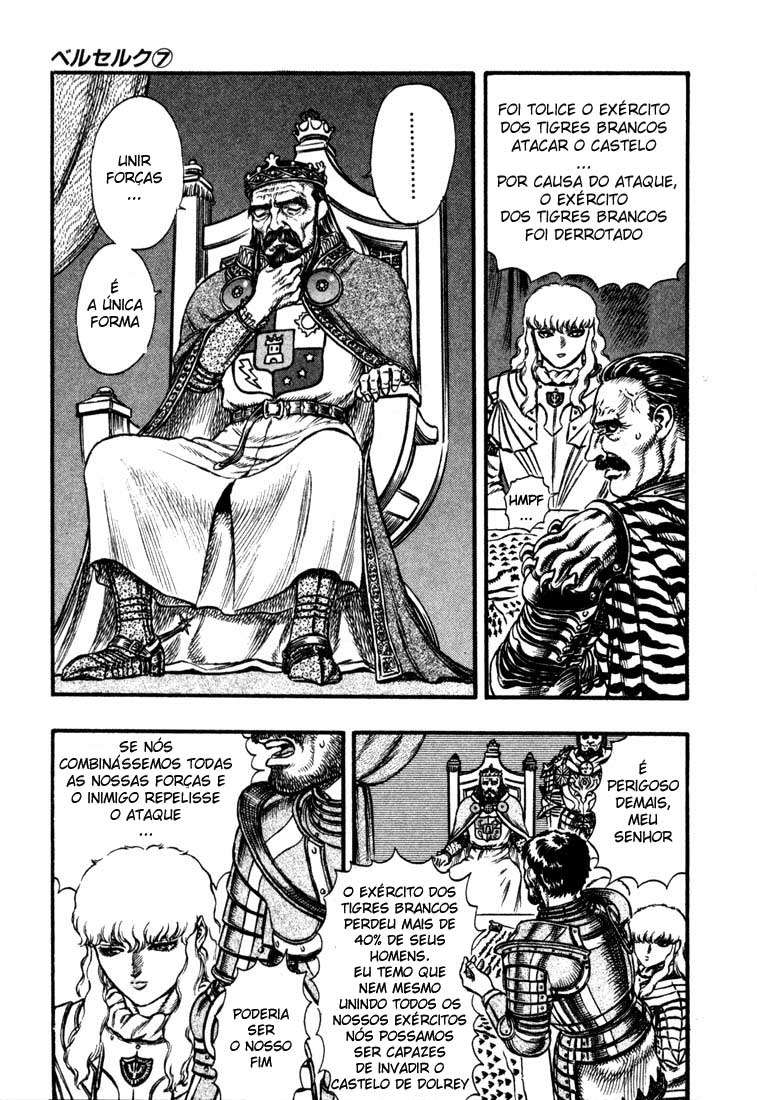 ベルセルク⑦
FOI TOLICE O EXÉRCITO
DOS TIGRES BRANCOS
ATACAR O CASTELO
...
POR CAUSA DO ATAQUE,
O EXÉRCITO
DOS TIGRES BRANCOS
FOI DERROTADO
HMPF
...
.........
UNIR
FORÇAS
...
É
A ÚNICA
FORMA
É
PERIGOSO
DEMAIS,
MEU
SENHOR
O EXÉRCITO DOS
TIGRES BRANCOS
PERDEU MAIS DE
40% DE SEUS
HOMENS.
EU TEMO QUE
NEM MESMO
UNINDO TODOS OS
NOSSOS EXÉRCITOS
NÓS POSSAMOS
SER CAPAZES
DE INVADIR O
CASTELO DE DOLREY
SE NÓS
COMBINÁSSEMOS TODAS
AS NOSSAS FORÇAS E
O INIMIGO REPELISSE
O ATAQUE
...
PODERIA
SER
O NOSSO
FIM